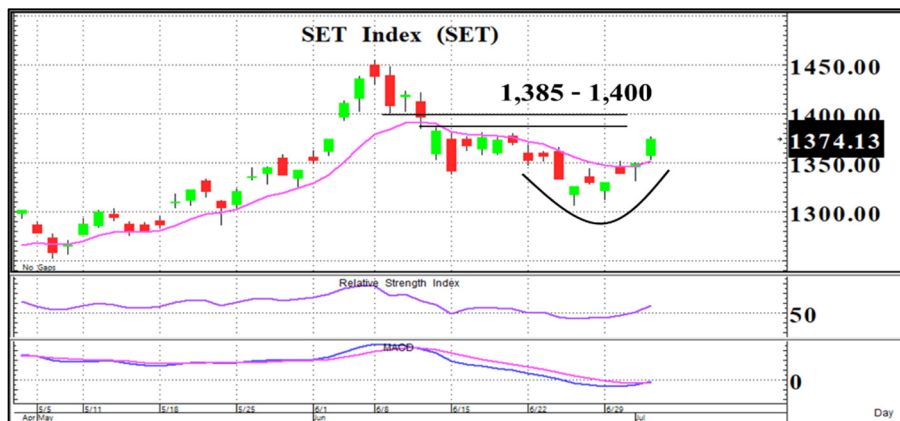 SET Index (SET)
1450.00
1,385 - 1,400
1400.00
1374.13
1350.00
1300.00
No Gaps
Relative Strength Index
50
MACD
0
5/5 5/11 5/18 5/25 6/1 6/8 6/15 6/22 6/29
Apr May Jun Jul
Day